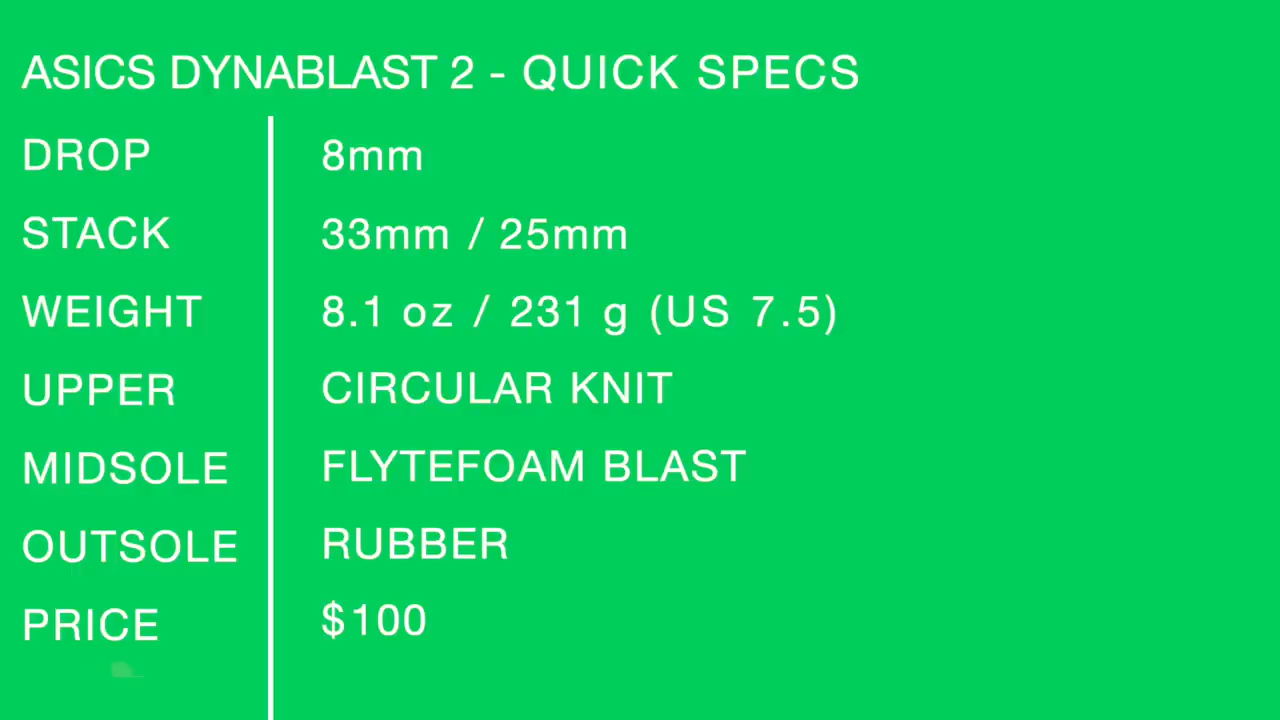 ASICS DYNABLAST 2 - QUICK SPECS
DROP 8mm
STACK 33mm / 25mm
WEIGHT 8.1 oz / 231 g (US 7.5)
UPPER CIRCULAR KNIT
MIDSOLE FLYTEFOAM BLAST
OUTSOLE RUBBER
PRICE $100